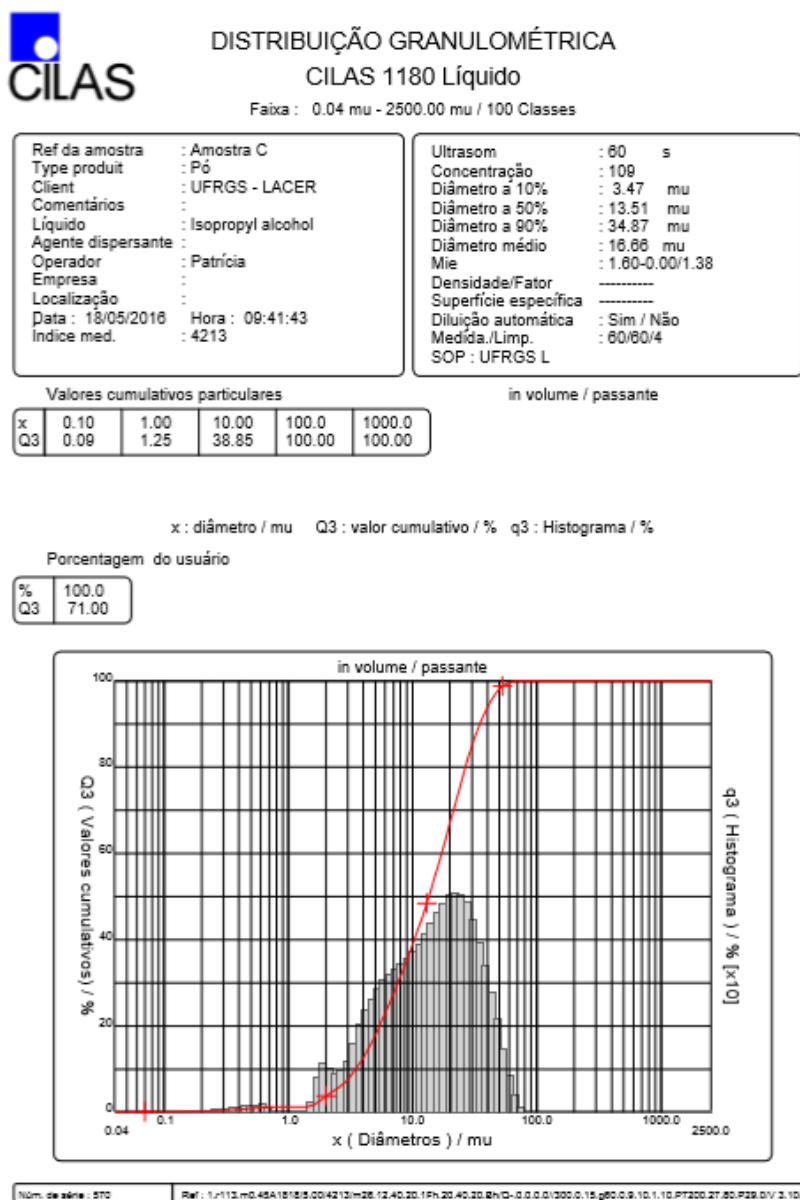 CILAS
DISTRIBUIÇÃO GRANULOMÉTRICA
CILAS 1180 Líquido
Faixa : 0.04 mu - 2500.00 mu / 100 Classes
Ref da amostra : Amostra C
Type produit : Pó
Client : UFRGS - LACER
Comentários :
Líquido : Isopropyl alcohol
Agente dispersante :
Operador : Patrícia
Empresa :
Localização :
Data : 18/05/2016 Hora : 09:41:43
Indice med. : 4213
Ultrasom : 60 s
Concentração : 109
Diâmetro a 10% : 3.47 mu
Diâmetro a 50% : 13.51 mu
Diâmetro a 90% : 34.87 mu
Diâmetro médio : 16.66 mu
Mie : 1.60-0.00/1.38
Densidade/Fator ----------
Superfície específica ----------
Diluição automática : Sim / Não
Medida./Limp. : 60/60/4
SOP : UFRGS L
Valores cumulativos particulares in volume / passante
x 0.10 1.00 10.00 100.0 1000.0
Q3 0.09 1.25 38.85 100.00 100.00
x : diâmetro / mu Q3 : valor cumulativo / % q3 : Histograma / %
Porcentagem do usuário
% 100.0
Q3 71.00
in volume / passante
Q3 ( Valores cumulativos) / %
100
80
60
40
20
0
q3 ( Histograma ) / % [x10]
0.04 0.1 1.0 10.0 100.0 1000.0 2500.0
x ( Diâmetros ) / mu
Núm. de série : 570
Ref :